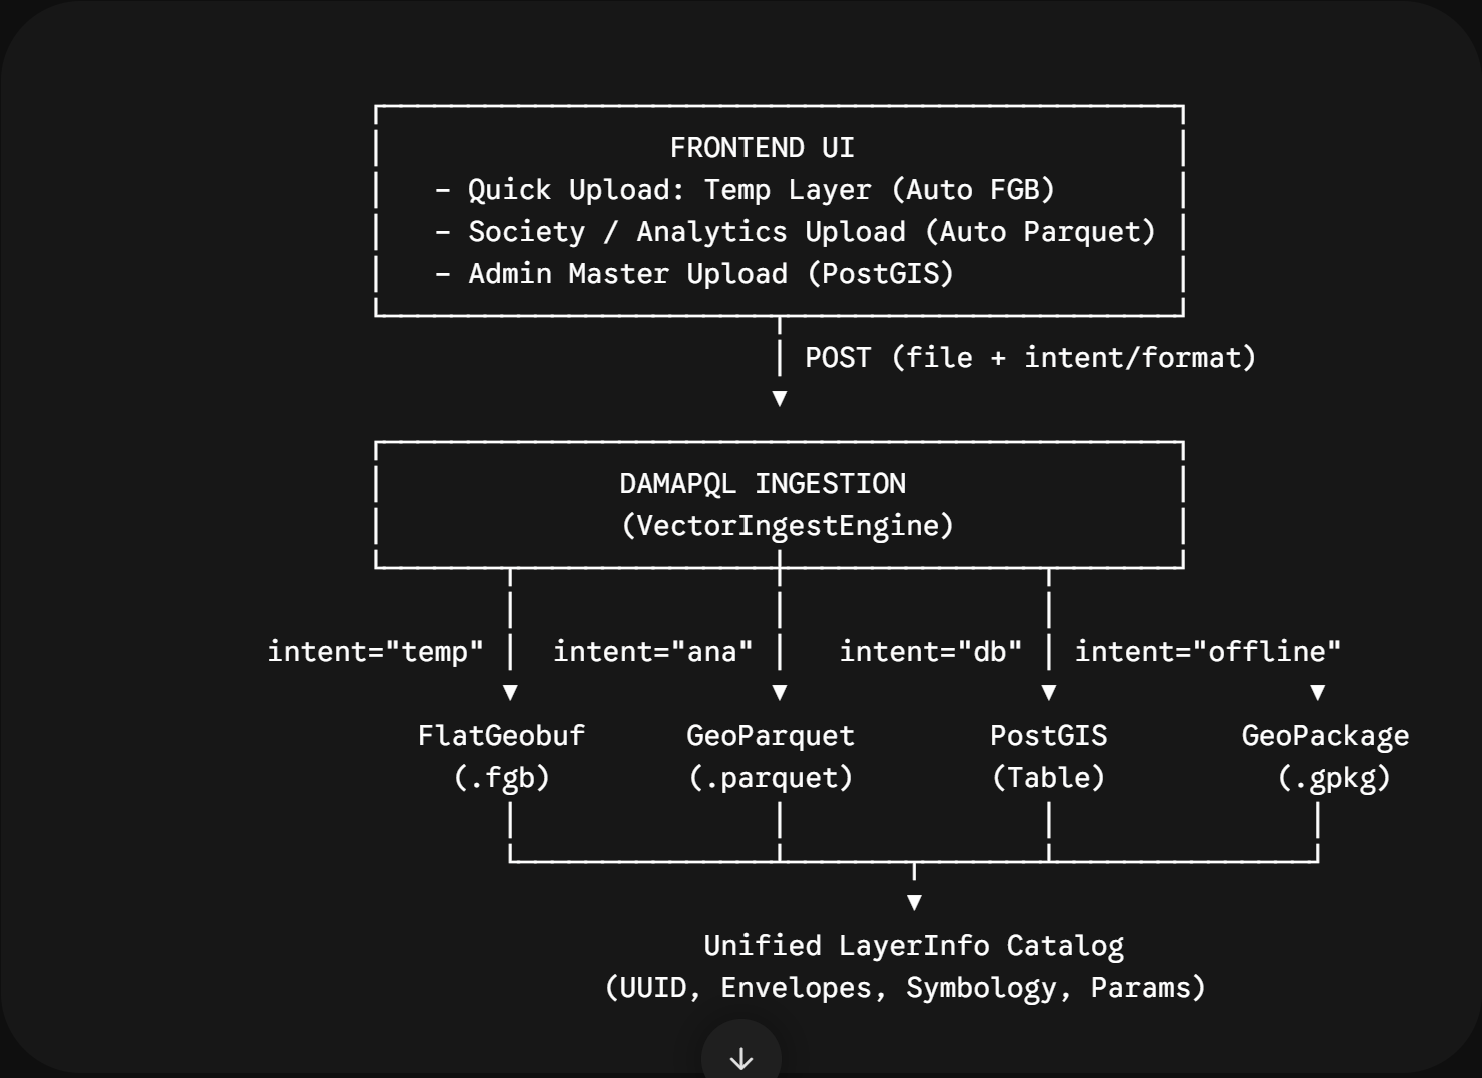 FRONTEND UI
- Quick Upload: Temp Layer (Auto FGB)
- Society / Analytics Upload (Auto Parquet)
- Admin Master Upload (PostGIS)
POST (file + intent/format)
DAMAPQL INGESTION
(VectorIngestEngine)
intent="temp" intent="ana" intent="db" intent="offline"
FlatGeobuf GeoParquet PostGIS GeoPackage
(.fgb) (.parquet) (Table) (.gpkg)
Unified LayerInfo Catalog
(UUID, Envelopes, Symbology, Params)